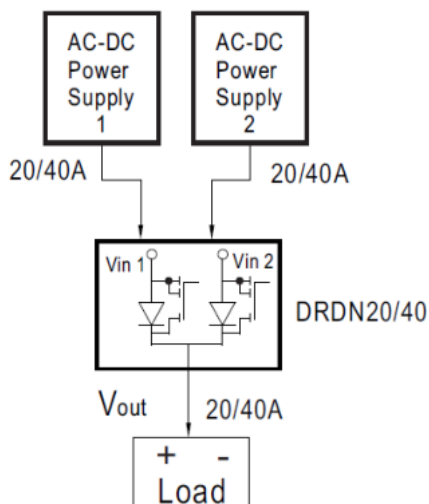 AC-DC
Power
Supply
1
AC-DC
Power
Supply
2
20/40A
20/40A
Vin 1
Vin 2
DRDN20/40
Vout
20/40A
+ -
Load